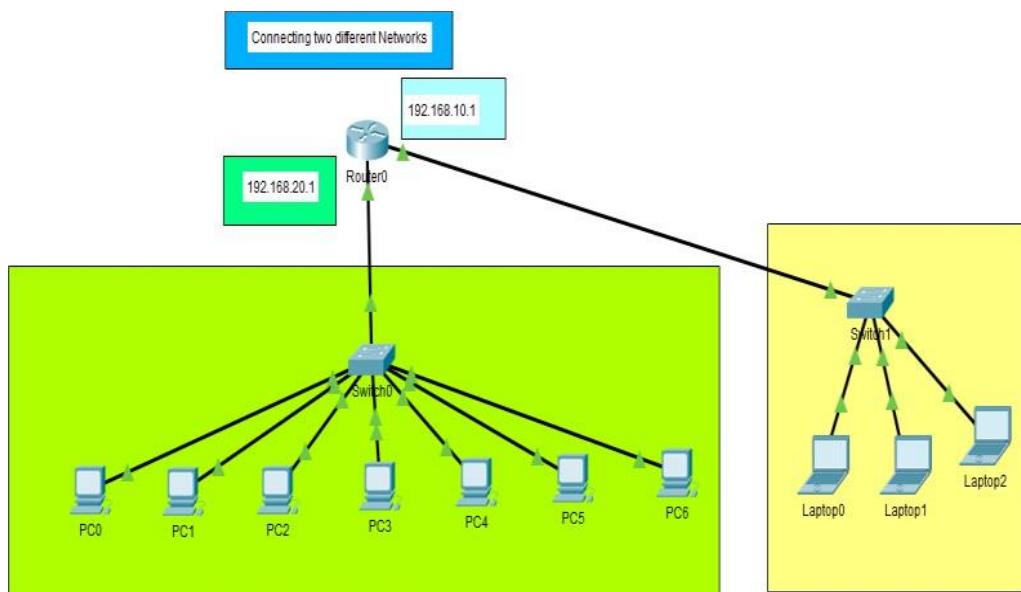 Connecting two different Networks
192.168.10.1
Router0
192.168.20.1
Switch1
Switch0
Laptop2
Laptop0
Laptop1
PC0
PC1
PC2
PC3
PC4
PC5
PC6